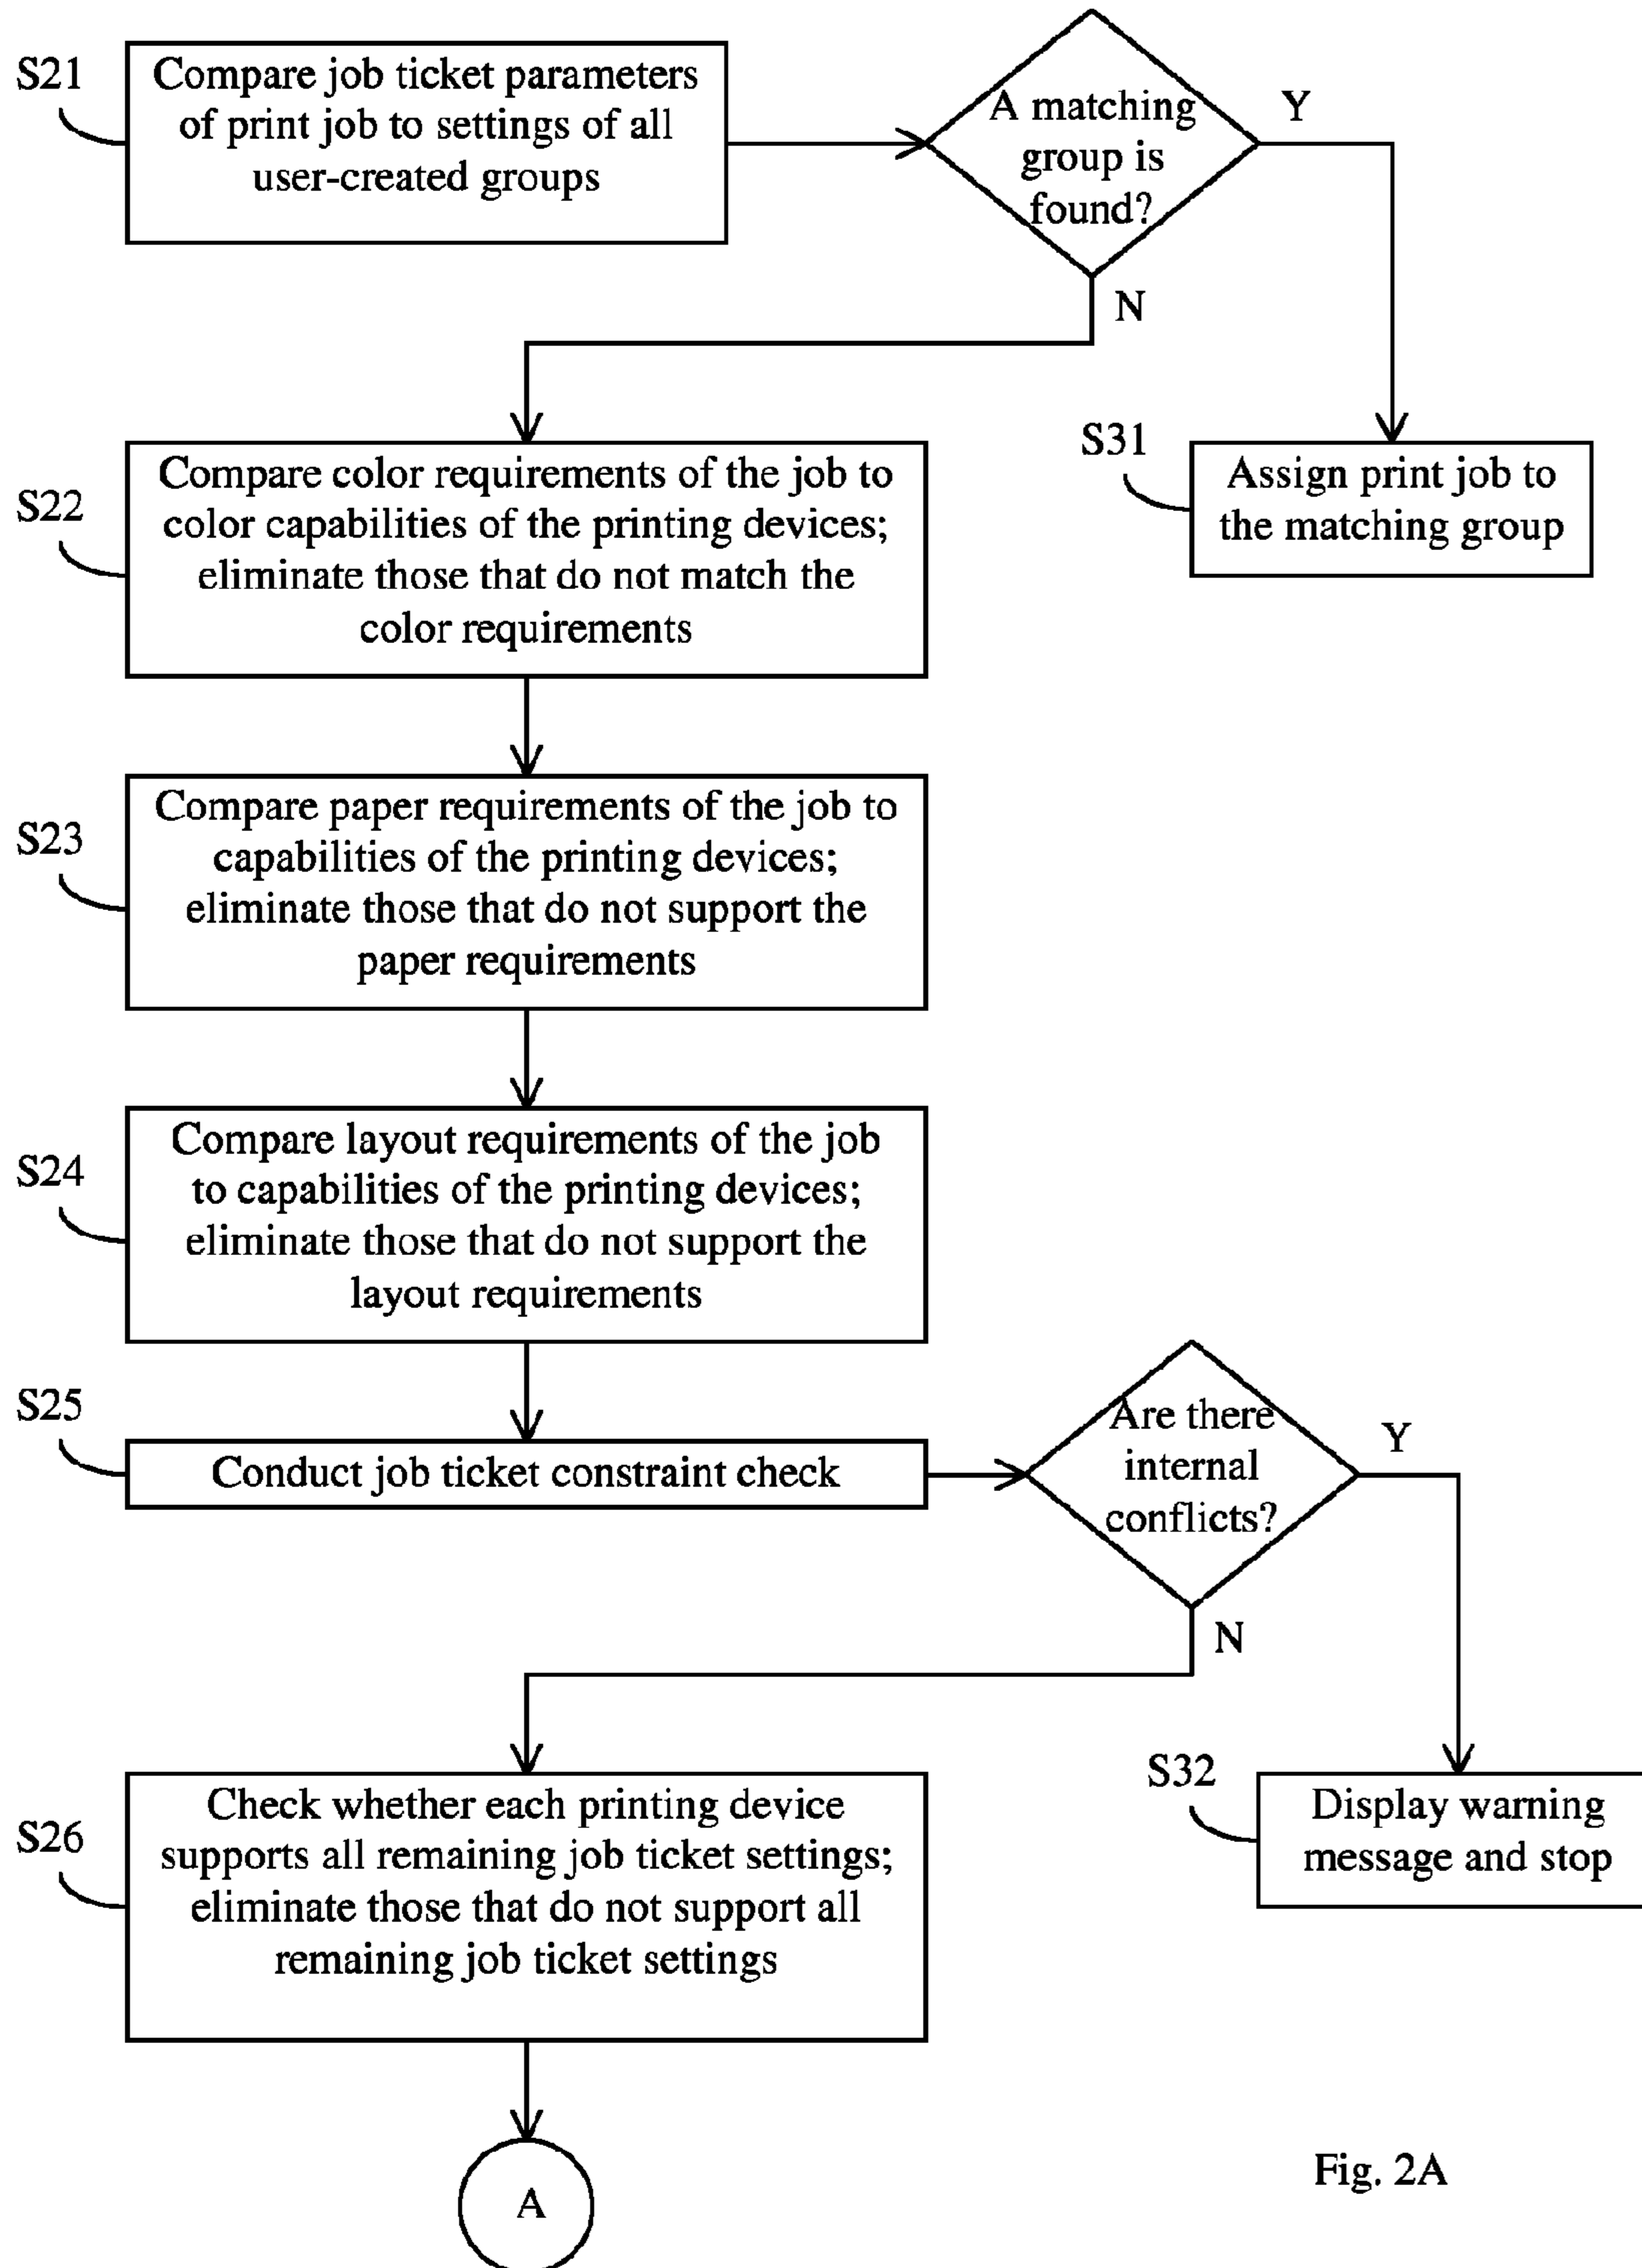 S21
Compare job ticket parameters
of print job to settings of all
user-created groups
A matching
group is
found?
Y
N
S31
Assign print job to
the matching group
S22
Compare color requirements of the job to
color capabilities of the printing devices;
eliminate those that do not match the
color requirements
S23
Compare paper requirements of the job to
capabilities of the printing devices;
eliminate those that do not support the
paper requirements
S24
Compare layout requirements of the job
to capabilities of the printing devices;
eliminate those that do not support the
layout requirements
S25
Conduct job ticket constraint check
Are there
internal
conflicts?
Y
N
S32
Display warning
message and stop
S26
Check whether each printing device
supports all remaining job ticket settings;
eliminate those that do not support all
remaining job ticket settings
A
Fig. 2A